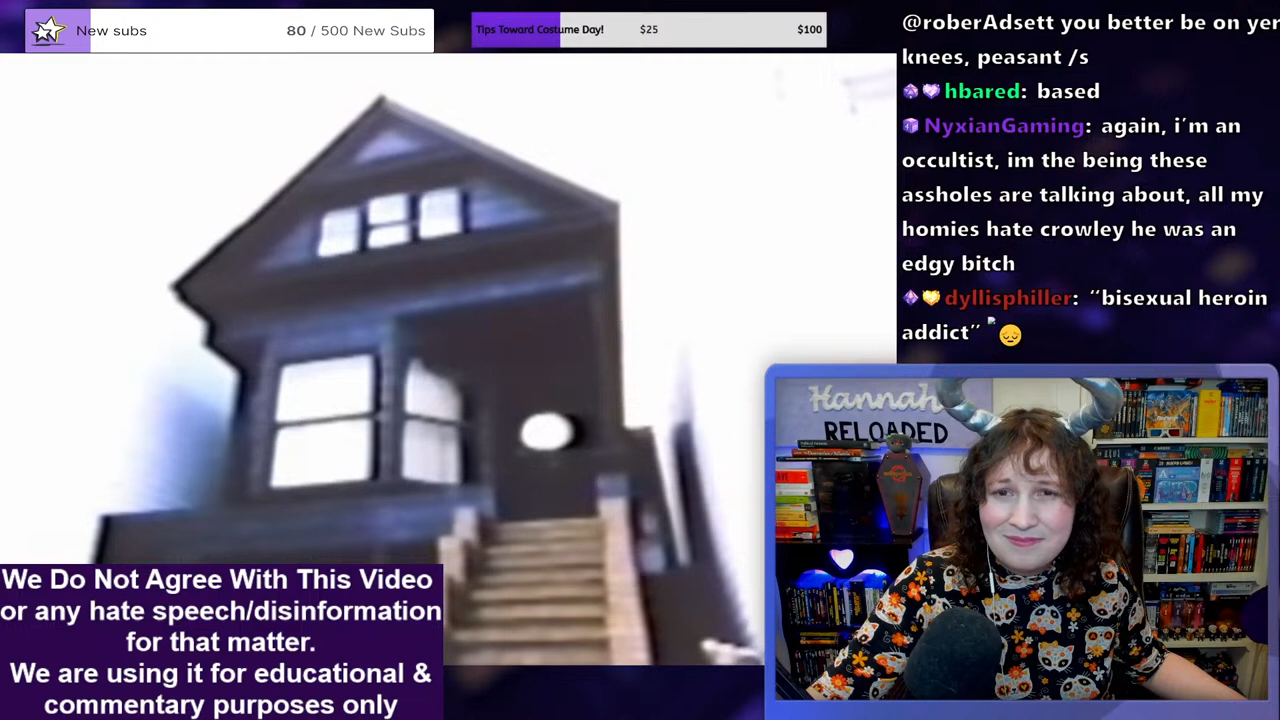 New subs
80 / 500 New Subs
Tips Toward Costume Day!
$25
$100
@roberAdsett you better be on yer
knees, peasant /s
hbared: based
NyxianGaming: again, i'm an
occultist, im the being these
assholes are talking about, all my
homies hate crowley he was an
edgy bitch
dyllisphiller: “bisexual heroin
addict”
Hannah
RELOADED
We Do Not Agree With This Video
or any hate speech/disinformation
for that matter.
We are using it for educational &
commentary purposes only